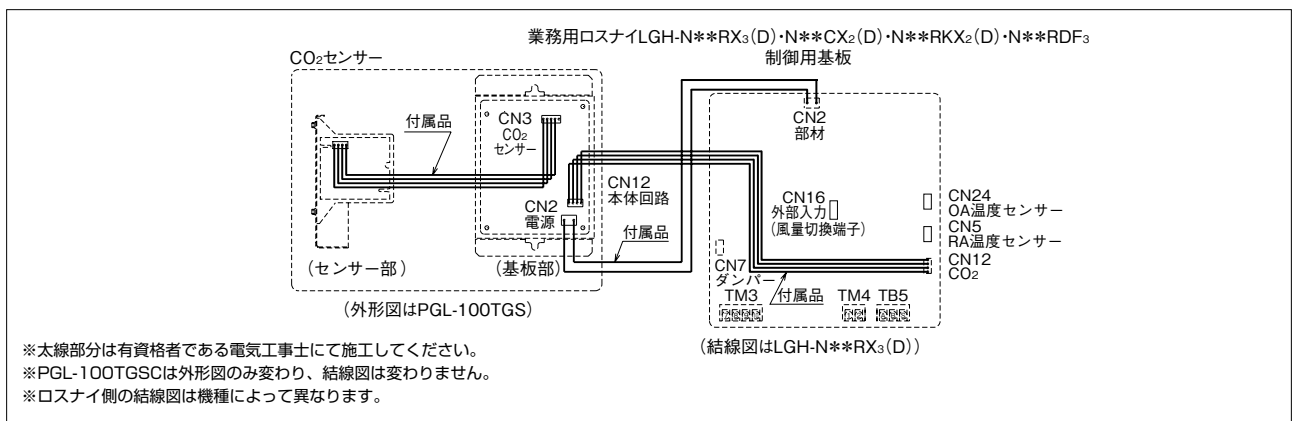 業務用ロスナイLGH-N**RX3(D)・N**CX2(D)・N**RKX2(D)・N**RDF3
制御用基板
CO2センサー
付属品
CN3
CO2
センサー
CN12
本体回路
CN2
電源
付属品
(センサー部)
(基板部)
(外形図はPGL-100TGS)
CN2
部材
CN16
外部入力
(風量切換端子)
CN24
OA温度センサー
CN5
RA温度センサー
CN12
CO2
CN7
ダンパー
付属品
TM3
TM4
TB5
(結線図はLGH-N**RX3(D))
※太線部分は有資格者である電気工事士にて施工してください。
※PGL-100TGSCは外形図のみ変わり、結線図は変わりません。
※ロスナイ側の結線図は機種によって異なります。